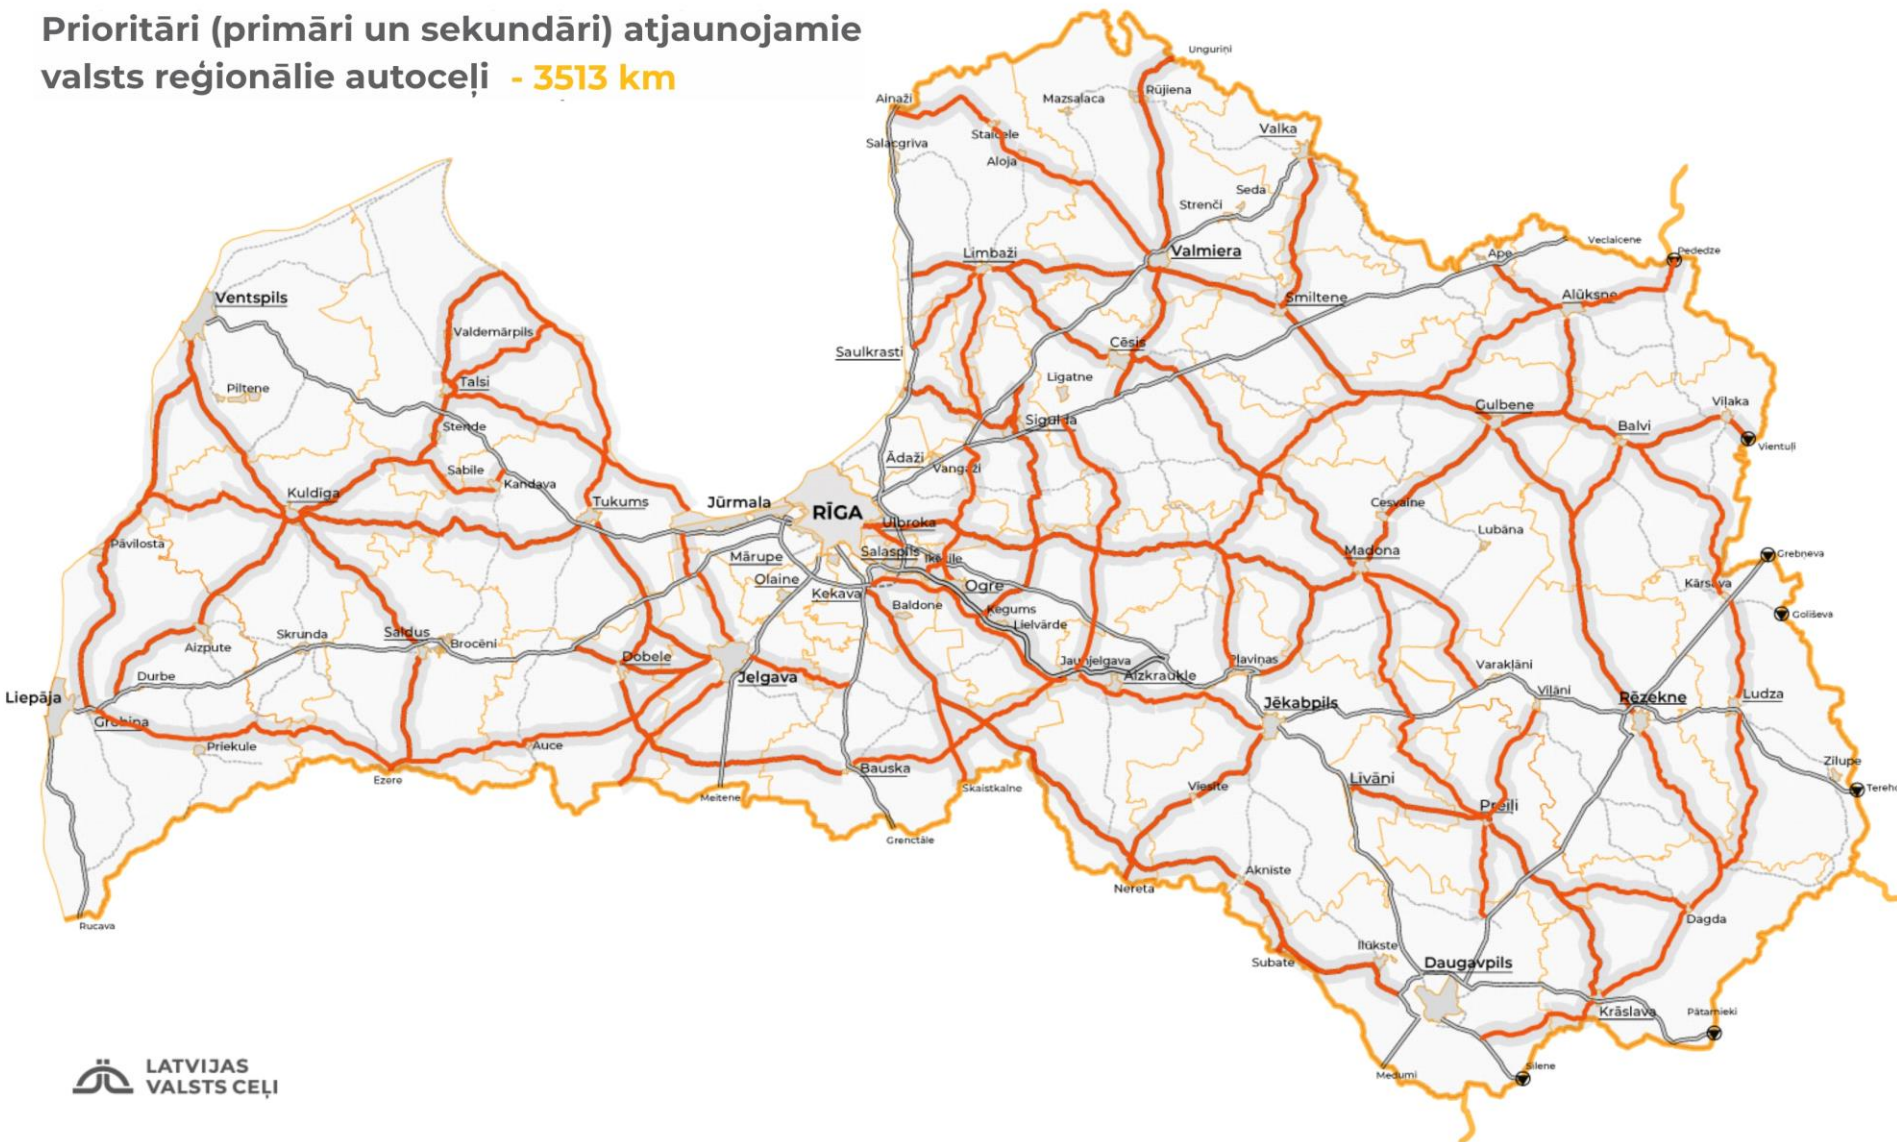 Prioritāri (primāri un sekundāri) atjaunojamie
valsts reģionālie autoceļi - 3513 km
Unguriņi
Rūjiena
Mazsalaca
Ainaži
Valka
Staicele
Salacgrīva
Aloja
Seda
Strenči
Valmiera
Limbaži
Veclaicene
Ape
Pededze
Alūksne
Smiltene
Ventspils
Valdemārpils
Cēsis
Saulkrasti
Līgatne
Talsi
Piltene
Gulbene
Viļaka
Sigulda
Stende
Balvi
Vientuļi
Ādaži
Vangaži
Sabile
Kandava
Kuldīga
Tukums
Jūrmala
RĪGA
Cesvaine
Ulbroka
Lubāna
Pāvilosta
Salaspils
Ikšķile
Mārupe
Madona
Grebņeva
Olaine
Ķekava
Ogre
Kārsava
Baldone
Ķegums
Goliševa
Lielvārde
Skrunda
Saldus
Brocēni
Aizpute
Dobele
Jaunjelgava
Pļaviņas
Varakļāni
Durbe
Jelgava
Aizkraukle
Viļāni
Rēzekne
Ludza
Liepāja
Jēkabpils
Grobiņa
Priekule
Auce
Ezere
Bauska
Zilupe
Meitene
Skaistkalne
Viesīte
Līvāni
Tereho
Preiļi
Grenctāle
Akniste
Nereta
Dagda
Rucava
Ilūkste
Subate
Daugavpils
Krāslava
Pātarnieki
Medumi
Silene
LATVIJAS
VALSTS CEĻI